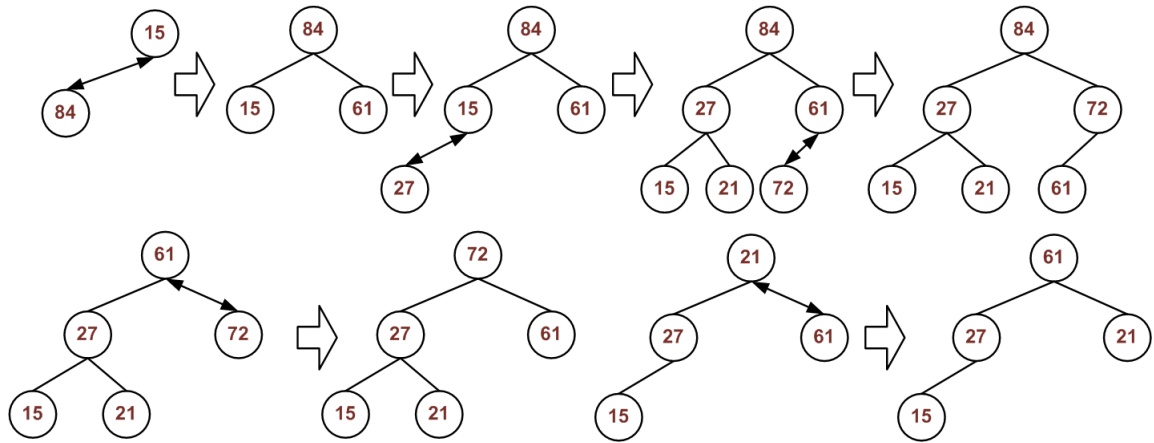 15 84 84 84 84
84 15 61 15 61 27 61 27 72
27 15 21 72 15 21 61
61 72 21 61
27 72 27 61 27 61 27 21
15 21 15 21 15 15